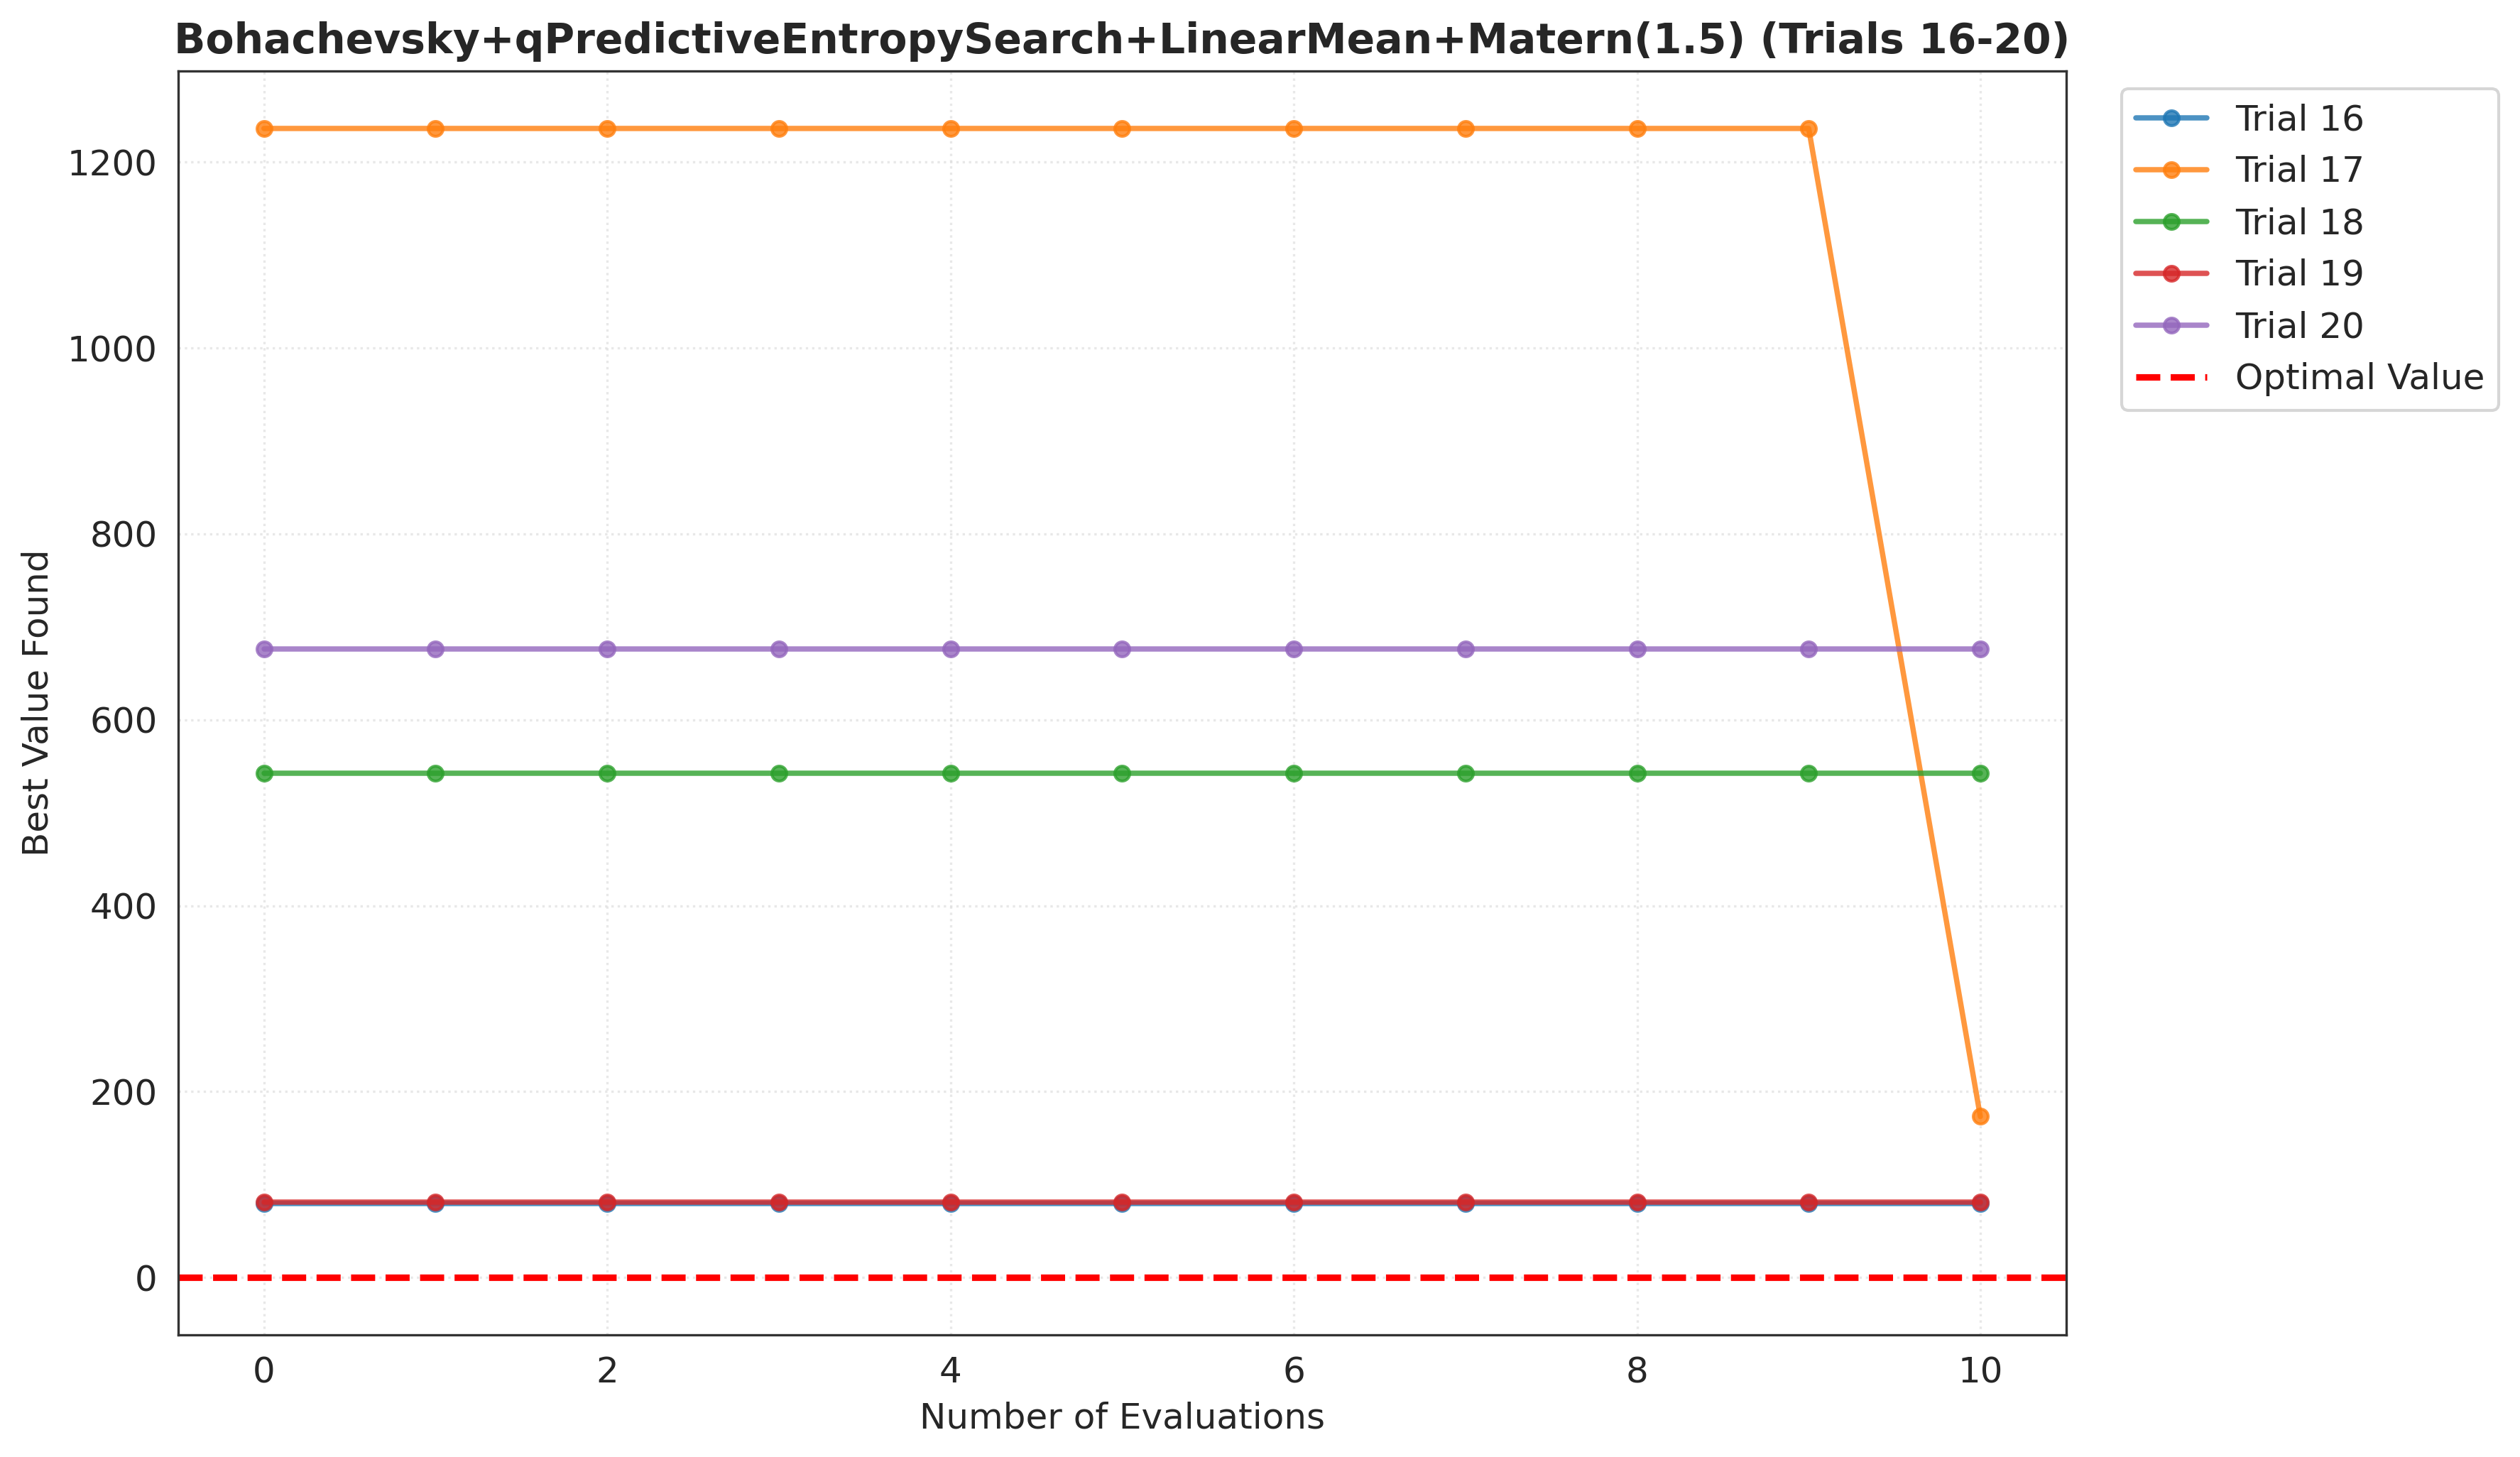 Bohachevsky+qPredictiveEntropySearch+LinearMean+Matern(1.5) (Trials 16-20)
Best Value Found
1200
1000
800
600
400
200
0
0 2 4 6 8 10
Number of Evaluations
Trial 16
Trial 17
Trial 18
Trial 19
Trial 20
Optimal Value